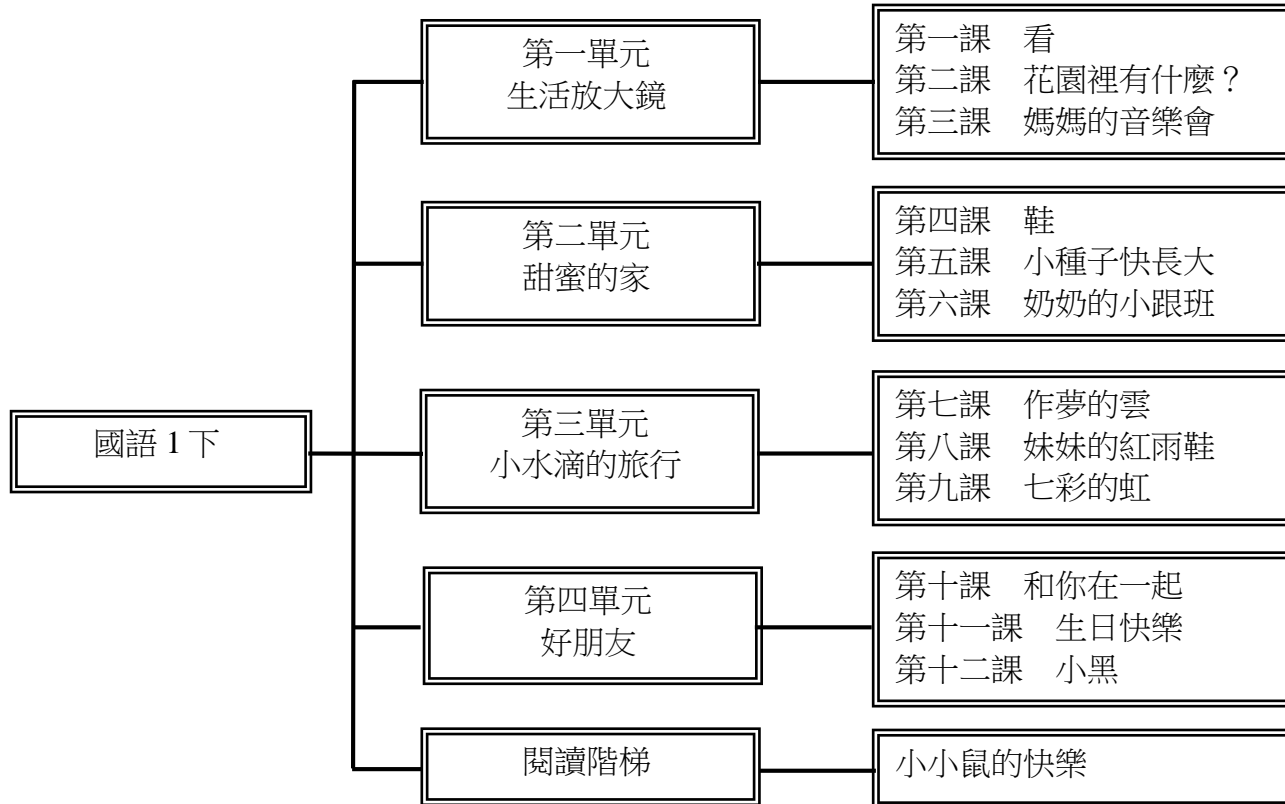 國語 1 下
第一單元
生活放大鏡
第一課　看
第二課　花園裡有什麼？
第三課　媽媽的音樂會
第二單元
甜蜜的家
第四課　鞋
第五課　小種子快長大
第六課　奶奶的小跟班
第三單元
小水滴的旅行
第七課　作夢的雲
第八課　妹妹的紅雨鞋
第九課　七彩的虹
第四單元
好朋友
第十課　和你在一起
第十一課　生日快樂
第十二課　小黑
閱讀階梯
小小鼠的快樂